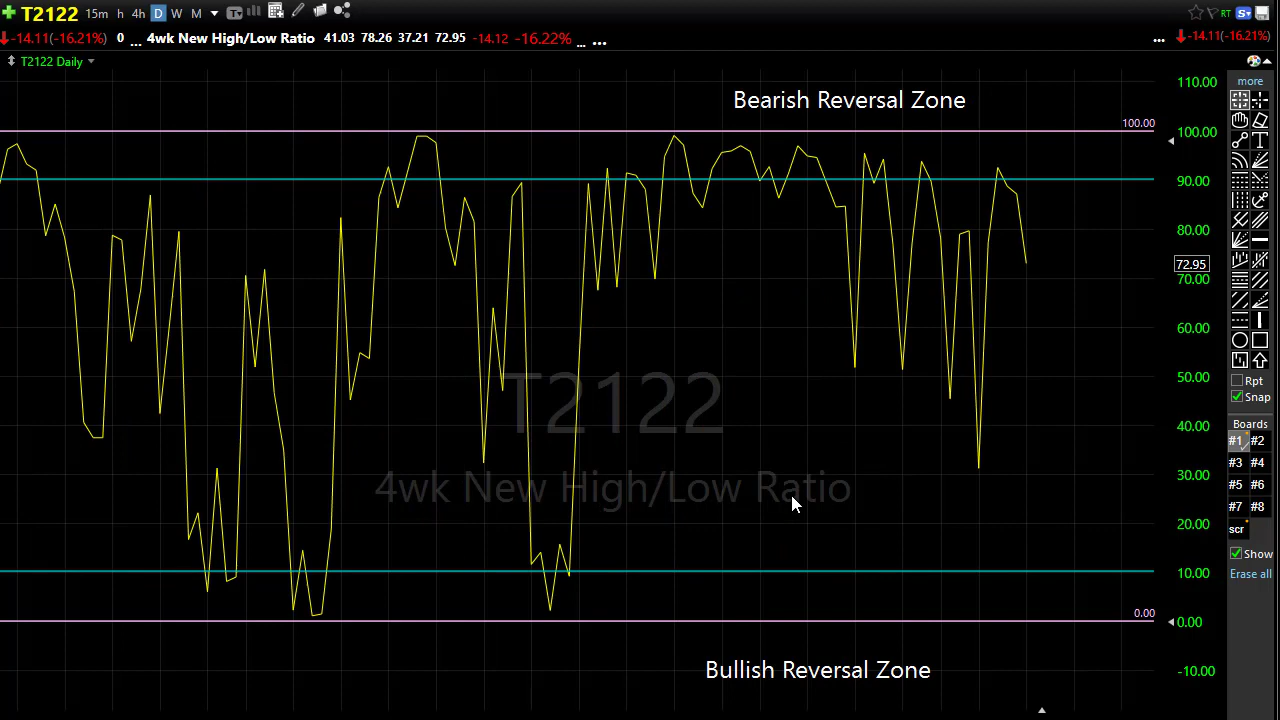 T2122 15m h 4h D W M T
-14.11(-16.21%) 0 ... 4wk New High/Low Ratio 41.03 78.26 37.21 72.95 -14.12 -16.22% ... ...
RT S
... -14.11(-16.21%)
T2122 Daily
more
Bearish Reversal Zone
100.00
110.00
100.00
90.00
80.00
72.95
70.00
60.00
50.00
40.00
30.00
20.00
10.00
0.00
0.00
-10.00
T2122
4wk New High/Low Ratio
Bullish Reversal Zone
T
Rpt
Snap
Boards
#1 #2
#3 #4
#5 #6
#7 #8
scr
Show
Erase all